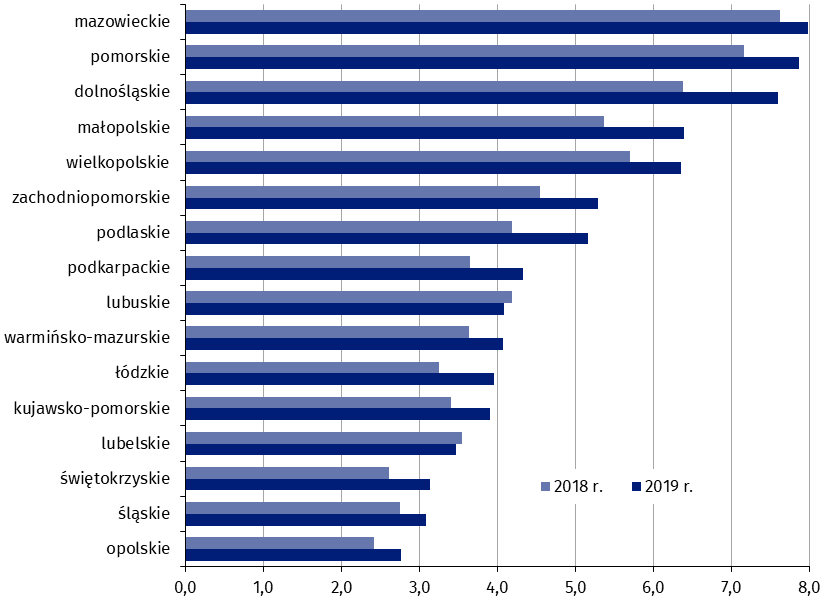 mazowieckie
pomorskie
dolnośląskie
małopolskie
wielkopolskie
zachodniopomorskie
podlaskie
podkarpackie
lubuskie
warmińsko-mazurskie
łódzkie
kujawsko-pomorskie
lubelskie
świętokrzyskie
2018 r. 2019 r.
śląskie
opolskie
0,0 1,0 2,0 3,0 4,0 5,0 6,0 7,0 8,0